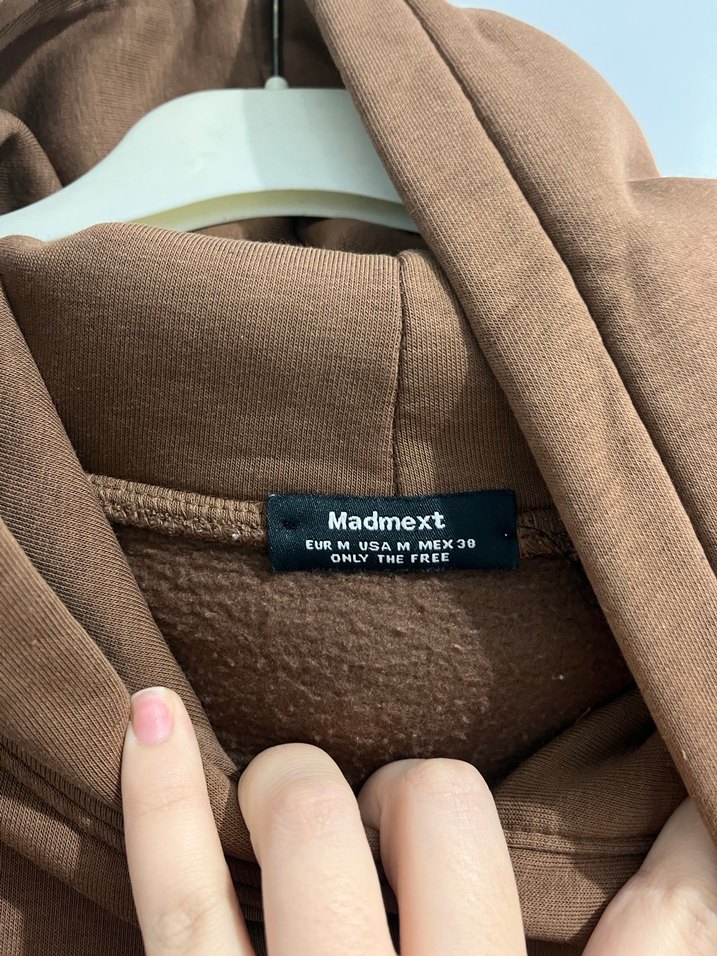 Madmext
EUR M USA M MEX 38
ONLY THE FREE